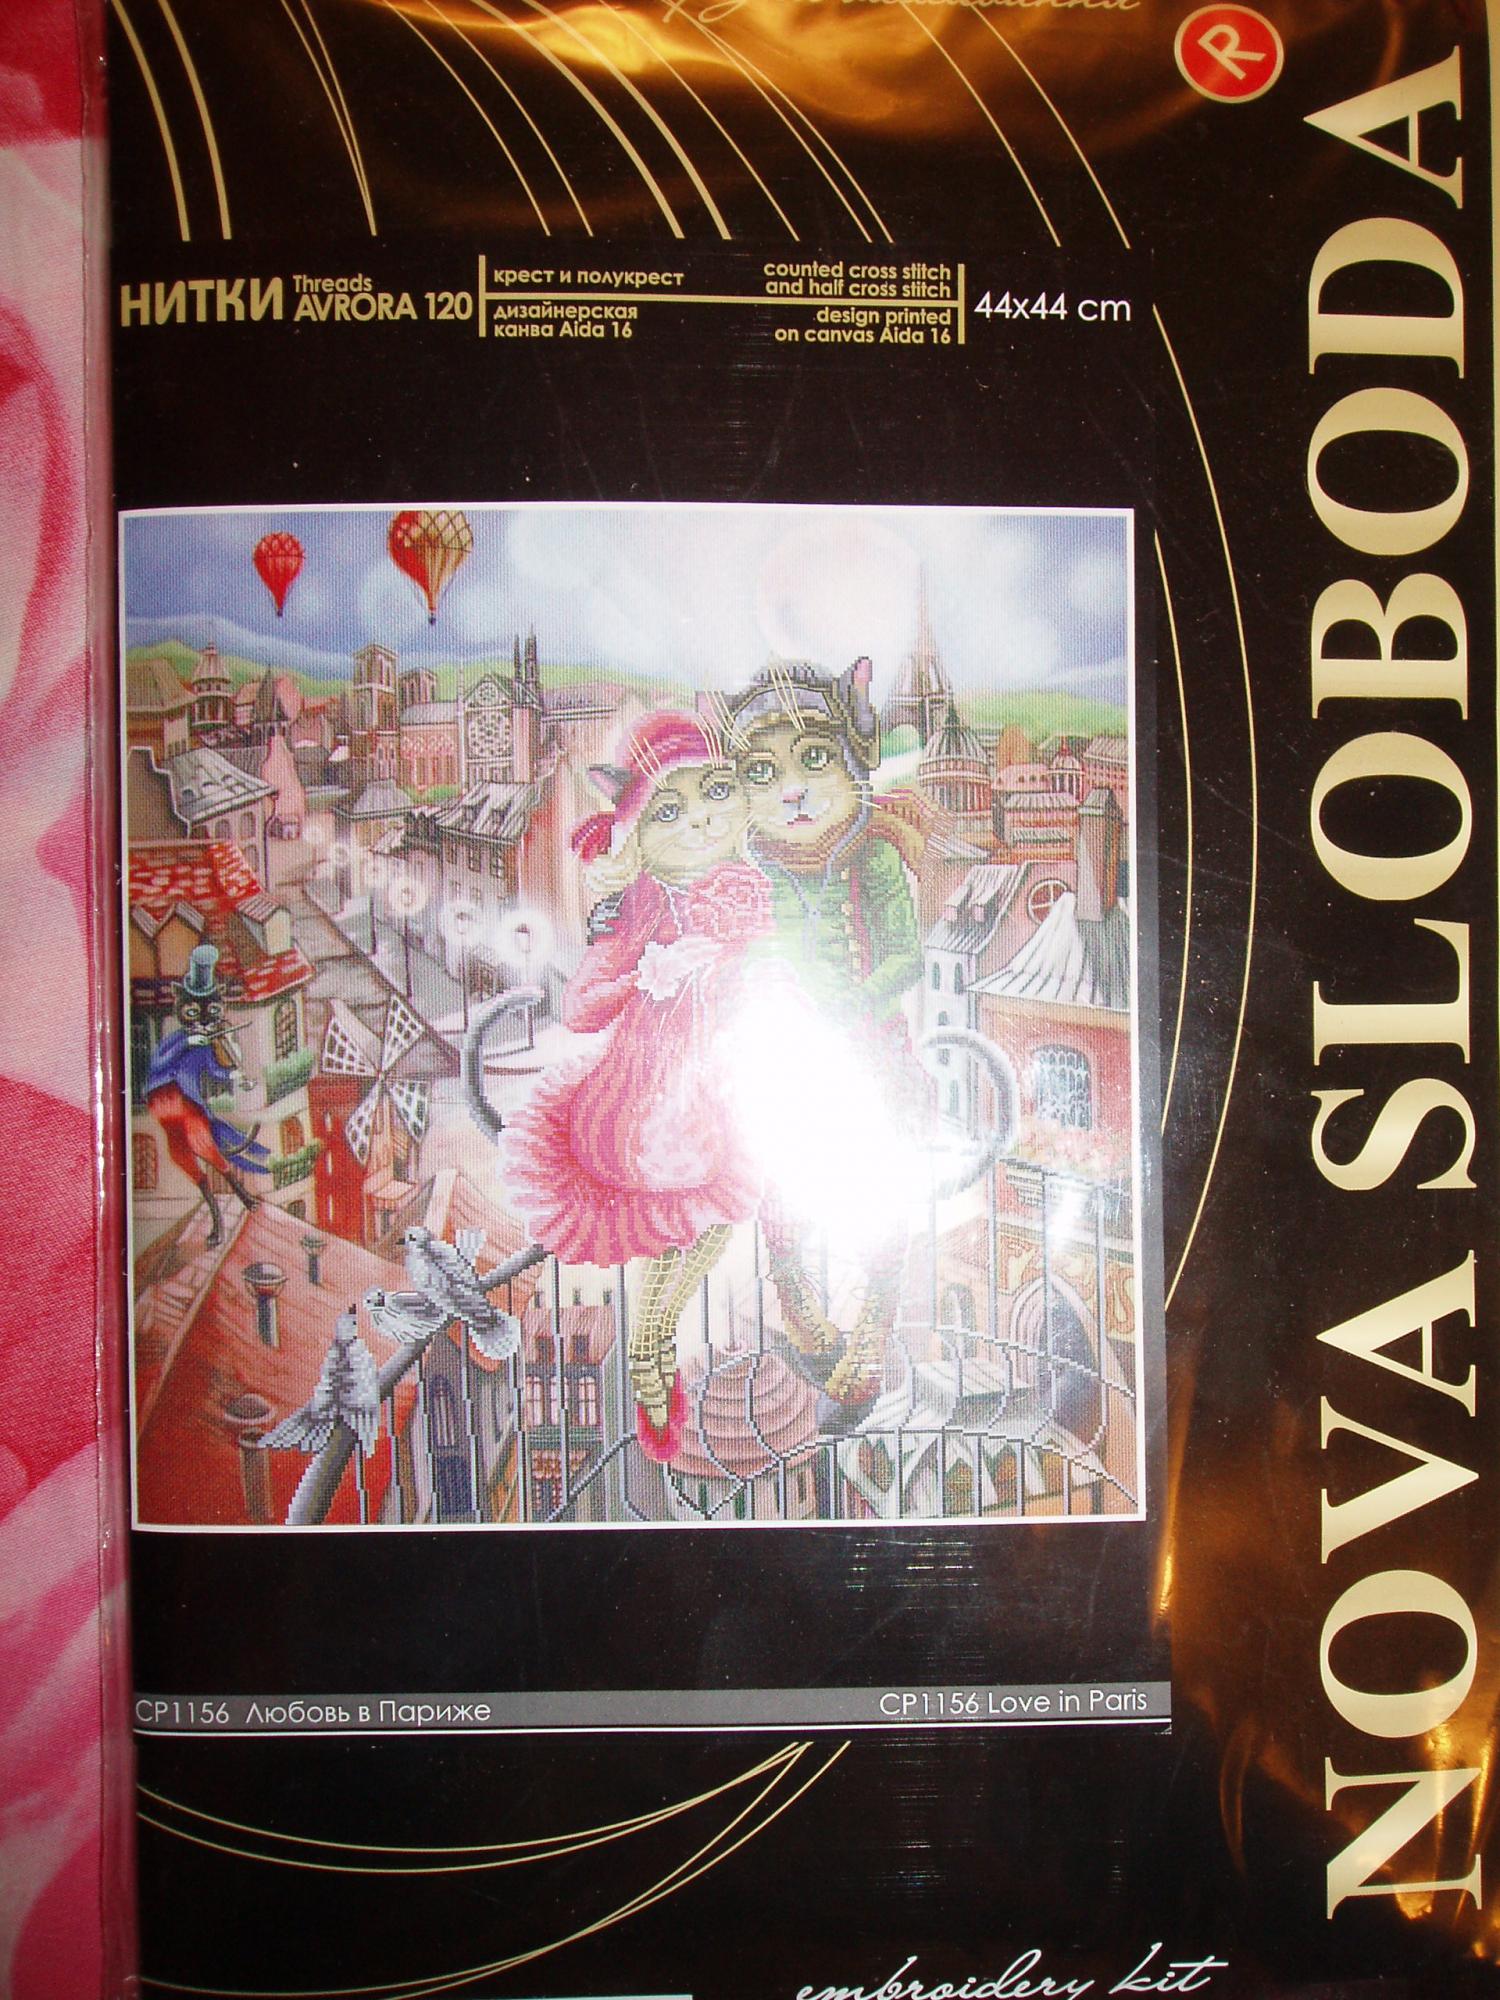 R
НИТКИ
Threads
AVRORA 120
крест и полукрест
дизайнерская
канва Aida 16
counted cross stitch
and half cross stitch
design printed
on canvas Aida 16
44x44 cm
NOVA SLOBODA
CP1156 Любовь в Париже
CP1156 Love in Paris
embroidery kit